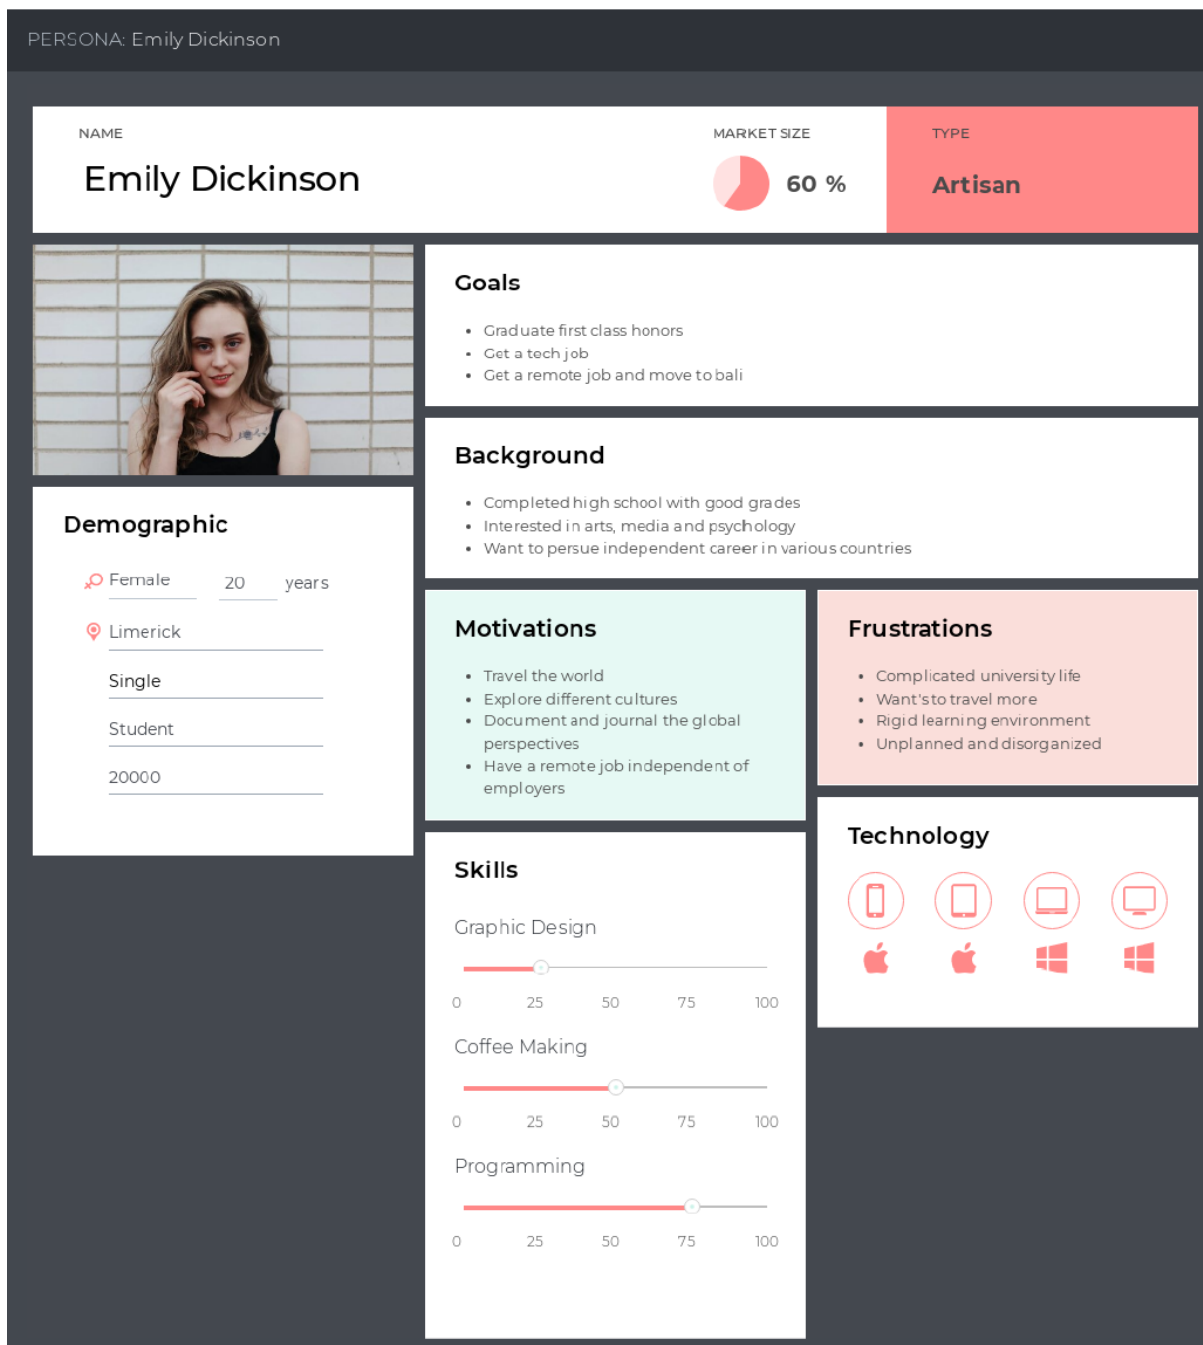 PERSONA: Emily Dickinson
NAME
Emily Dickinson
MARKET SIZE
60 %
TYPE
Artisan
Goals
• Graduate first class honors
• Get a tech job
• Get a remote job and move to bali
Background
• Completed high school with good grades
• Interested in arts, media and psychology
• Want to persue independent career in various countries
Demographic
Female 20 years
Limerick
Single
Student
20000
Motivations
• Travel the world
• Explore different cultures
• Document and journal the global
perspectives
• Have a remote job independent of
employers
Frustrations
• Complicated university life
• Want's to travel more
• Rigid learning environment
• Unplanned and disorganized
Skills
Graphic Design
0 25 50 75 100
Coffee Making
0 25 50 75 100
Programming
0 25 50 75 100
Technology